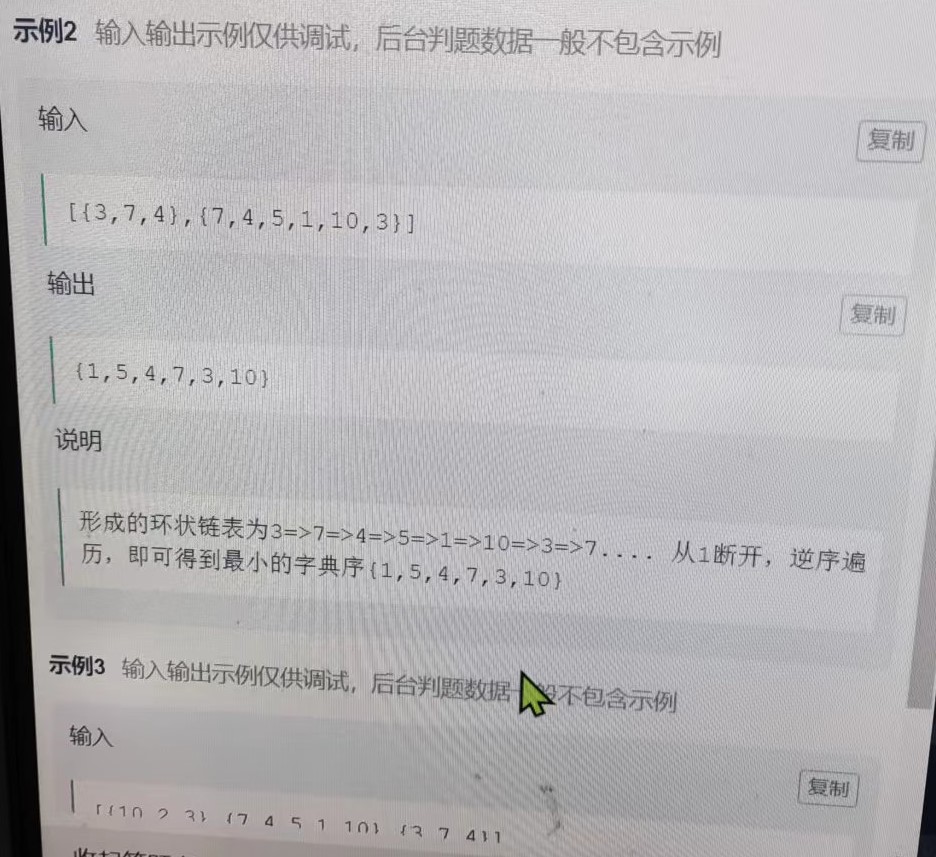 示例2 输入输出示例仅供调试，后台判题数据一般不包含示例
输入
复制
[{3,7,4},{7,4,5,1,10,3}]
输出
复制
{1,5,4,7,3,10}
说明
形成的环状链表为3=>7=>4=>5=>1=>10=>3=>7.... 从1断开，逆序遍
历，即可得到最小的字典序{1,5,4,7,3,10}
示例3 输入输出示例仅供调试，后台判题数据一般不包含示例
输入
复制
[{10,2,3},{7,4,5,1,10},{3,7,4}]